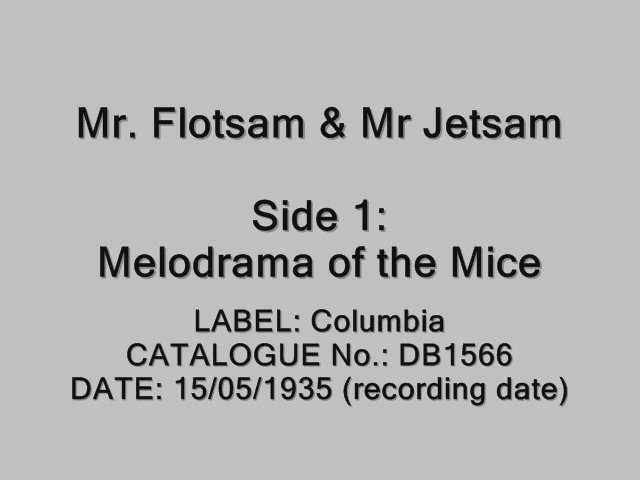 Mr. Flotsam & Mr Jetsam
Side 1:
Melodrama of the Mice
LABEL: Columbia
CATALOGUE No.: DB1566
DATE: 15/05/1935 (recording date)